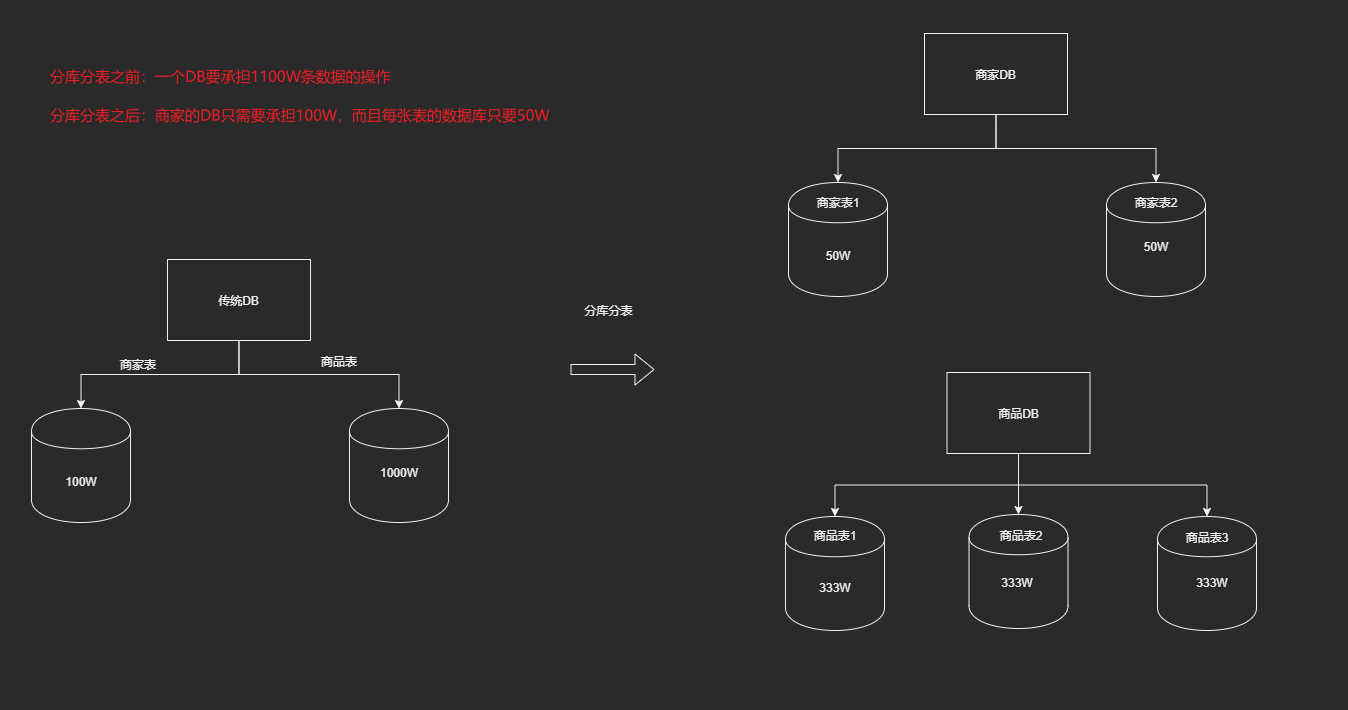 分库分表之前：一个DB要承担1100W条数据的操作
分库分表之后：商家的DB只需要承担100W，而且每张表的数据库只要50W
传统DB
商家表
商品表
100W
1000W
分库分表
商家DB
商家表1
商家表2
50W
50W
商品DB
商品表1
商品表2
商品表3
333W
333W
333W